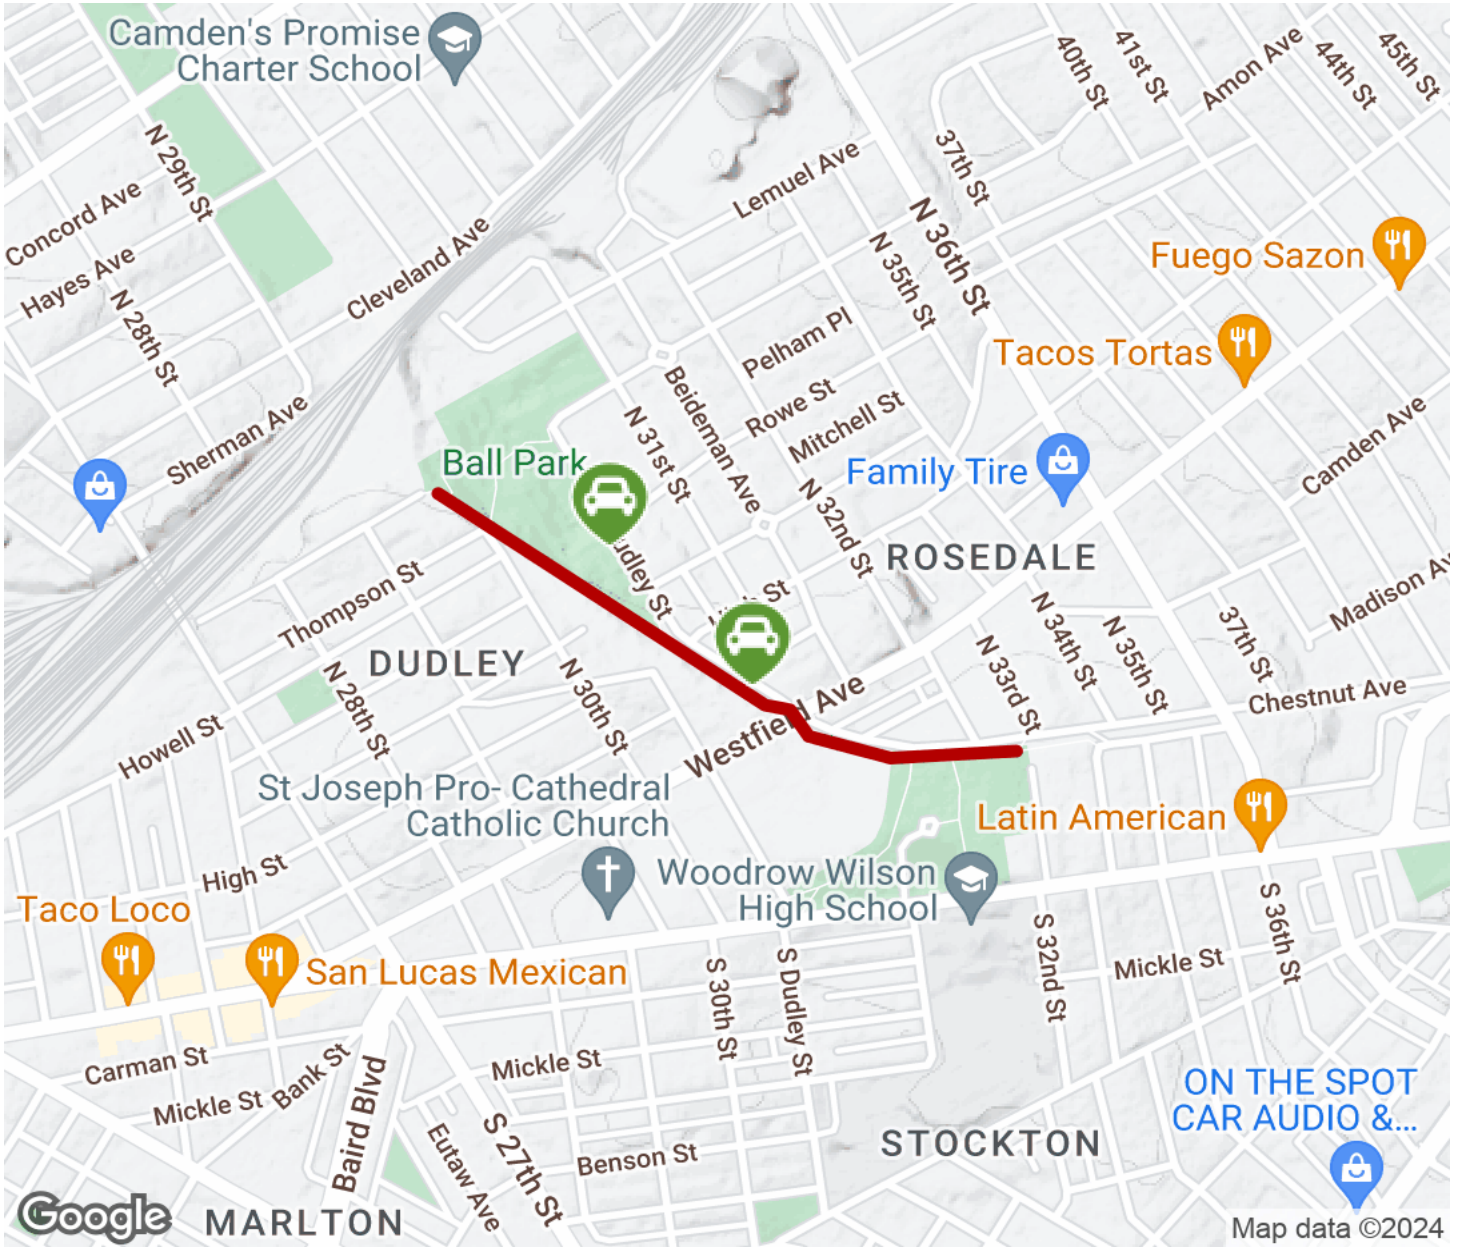 Camden's Promise
Charter School
40th St
41st St
Amon Ave
44th St
45th St
N 29th St
37th St
Lemuel Ave
Concord Ave
N 36th St
Hayes Ave
Cleveland Ave
N 35th St
Fuego Sazon
N 28th St
Pelham Pl
Tacos Tortas
Beideman Ave
Rowe St
Mitchell St
Sherman Ave
N 31st St
Camden Ave
Ball Park
Family Tire
N 32nd St
ROSEDALE
udley St
St
Thompson St
Madison Av
N 34th St
N 35th St
37th St
DUDLEY
N 33rd St
N 30th St
Westfield Ave
Chestnut Ave
N 28th St
Howell St
St Joseph Pro- Cathedral
Catholic Church
Latin American
High St
Woodrow Wilson
High School
Taco Loco
San Lucas Mexican
S 30th St
S Dudley St
S 32nd St
Mickle St
S 36th St
Carman St
Mickle St
Bank St
Mickle St
Baird Blvd
ON THE SPOT
CAR AUDIO &...
Eutaw Ave
S 27th St
Benson St
STOCKTON
Google
MARLTON
Map data ©2024